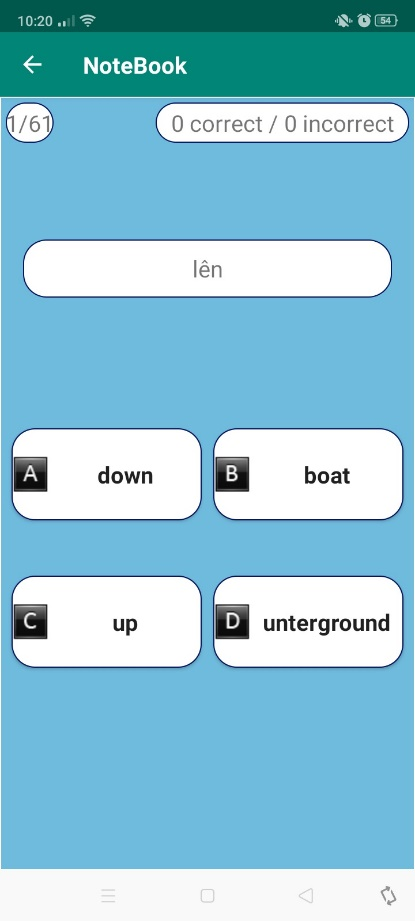 10:20 54
NoteBook
1/61 0 correct / 0 incorrect
lên
A down B boat
C up D unterground